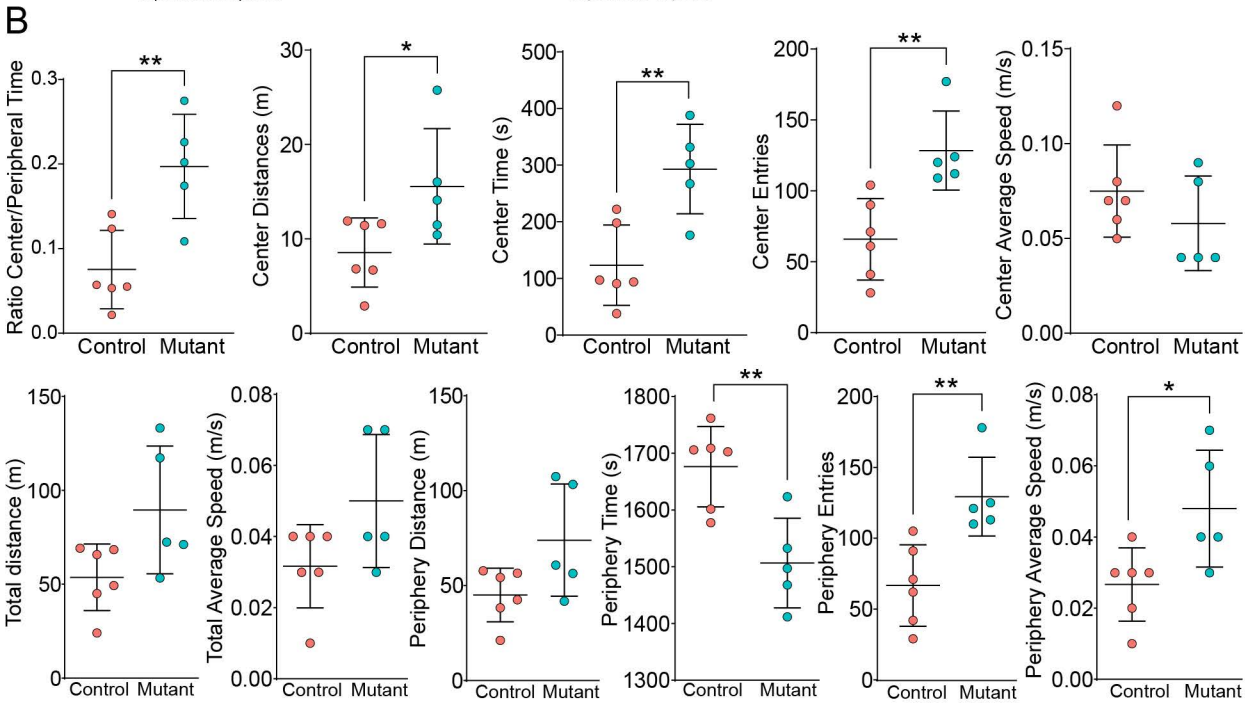 B
Ratio Center/Peripheral Time
0.3
0.2
0.1
0.0
**
Control Mutant
Center Distances (m)
30
20
10
0
*
Control Mutant
Center Time (s)
500
400
300
200
100
0
**
Control Mutant
Center Entries
200
150
100
50
0
**
Control Mutant
Center Average Speed (m/s)
0.15
0.10
0.05
0.00
Control Mutant
Total distance (m)
150
100
50
0
Control Mutant
Total Average Speed (m/s)
0.08
0.06
0.04
0.02
0.00
Control Mutant
Periphery Distance (m)
150
100
50
0
Control Mutant
Periphery Time (s)
1800
1700
1600
1500
1400
1300
**
Control Mutant
Periphery Entries
200
150
100
50
0
**
Control Mutant
Periphery Average Speed (m/s)
0.08
0.06
0.04
0.02
0.00
*
Control Mutant